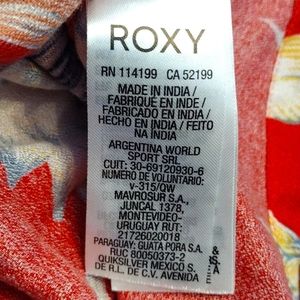 ROXY
RN 114199 CA 52199
MADE IN INDIA/
FABRIQUÉ EN INDE /
FABRICADO EN INDIA /
HECHO EN INDIA / FEITO
NA INDIA
ARGENTINA WORLD
SPORT SRL
CUIT: 30-69120930-6
NUMERO DE VOLUNTARIO:
v-315/QW
MAVROSUR S.A.,
JUNCAL 1378,
MONTEVIDEO-
URUGUAY RUT:
217260020018
PARAGUAY: GUATA PORA S.A.
RUC 80050373-2
QUIKSILVER MEXICO S.
DE R.L. DE C.V. AVENIDA